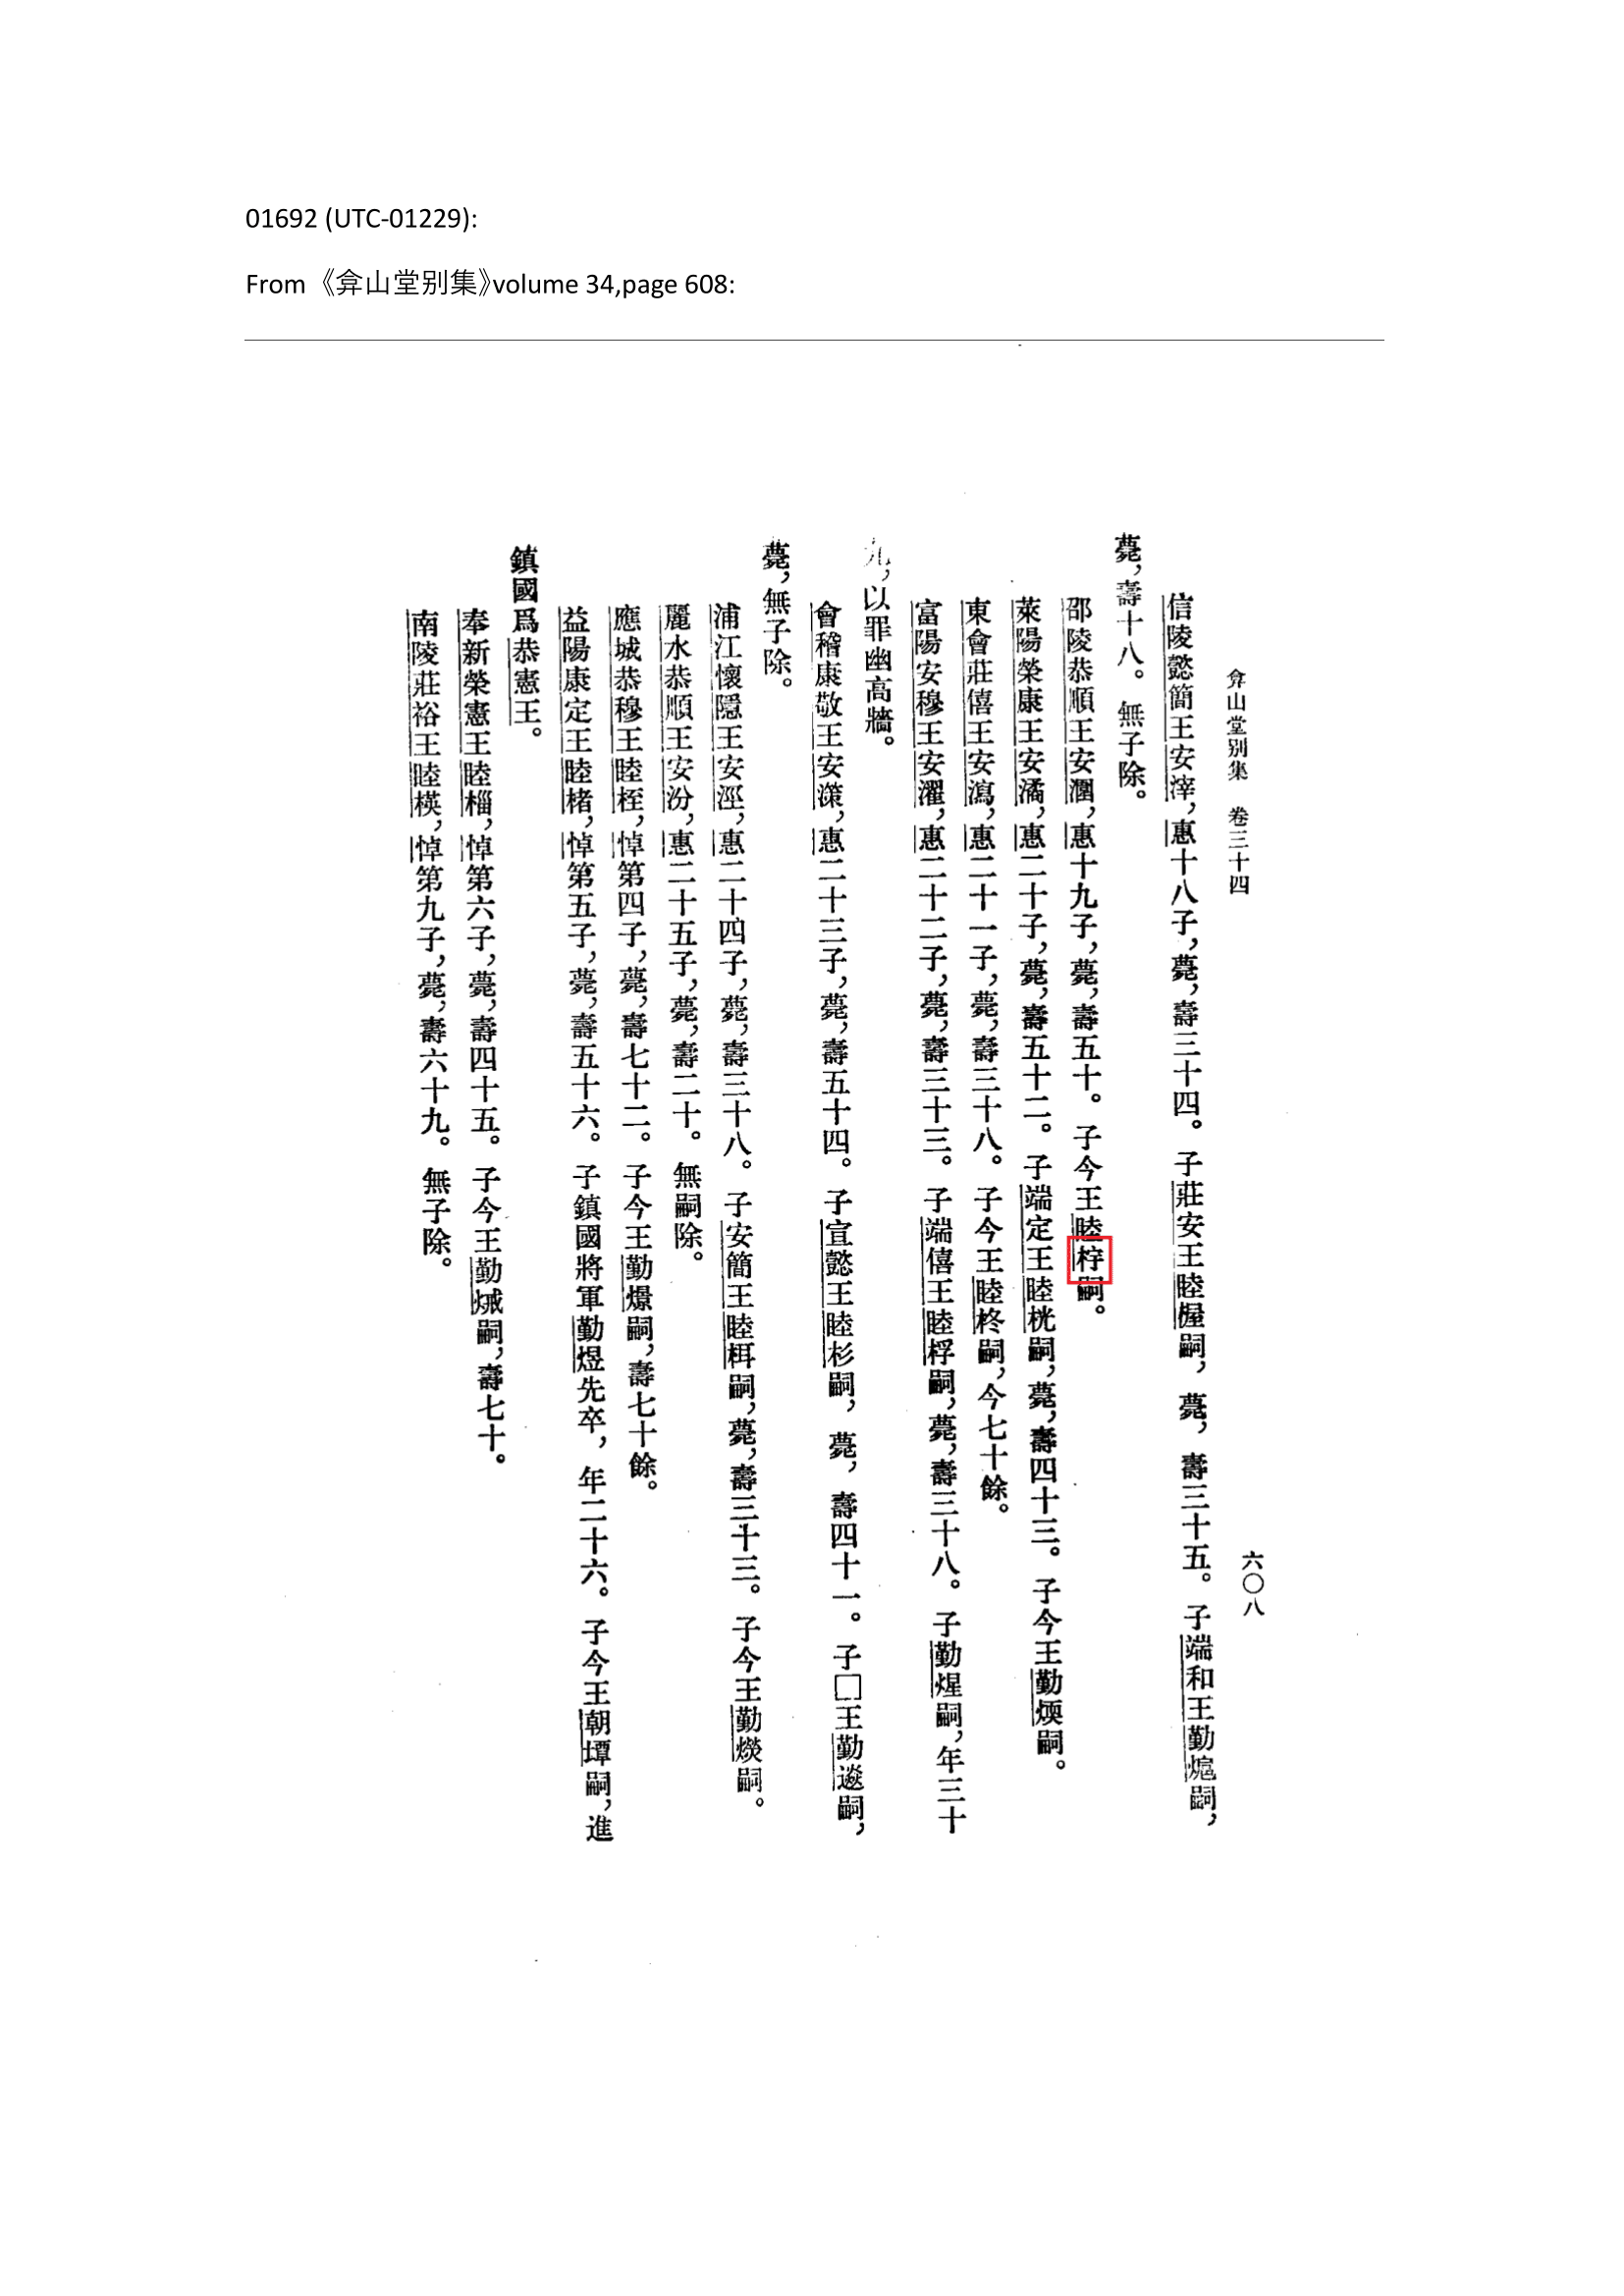 01692 (UTC-01229):
From《弇山堂別集》volume 34,page 608:
弇山堂別集 卷三十四
六〇八
信陵懿簡王安滓,惠十八子,薨,壽三十四。子莊安王睦楃嗣,薨,壽三十五。子端和王勤熩嗣,
薨,壽十八。無子除。
邵陵恭順王安潿,惠十九子,薨,壽五十。子今王睦桴嗣。
萊陽榮康王安潏,惠二十子,薨,壽五十二。子端定王睦桄嗣,薨,壽四十三。子今王勤煗嗣。
東會莊僖王安瀉,惠二十一子,薨,壽三十八。子今王睦柊嗣,今七十餘。
富陽安穆王安濯,惠二十二子,薨,壽三十三。子端僖王睦桴嗣,薨,壽三十八。子勤煋嗣,年三十
九,以罪幽高牆。
會稽康敬王安濼,惠二十三子,薨,壽五十四。子宣懿王睦杉嗣,薨,壽四十一。子□王勤邆嗣,
薨,無子除。
浦江懷隱王安涇,惠二十四子,薨,壽三十八。子安簡王睦栮嗣,薨,壽三十三。子今王勤燚嗣。
麗水恭順王安汾,惠二十五子,薨,壽二十。無嗣除。
應城恭穆王睦桎,悼第四子,薨,壽七十二。子今王勤燝嗣,壽七十餘。
益陽康定王睦楮,悼第五子,薨,壽五十六。子鎮國將軍勤煜先卒,年二十六。子今王朝墰嗣,進
鎮國爲恭憲王。
奉新榮憲王睦椔,悼第六子,薨,壽四十五。子今王勤烕嗣,壽七十。
南陵莊裕王睦楧,悼第九子,薨,壽六十九。無子除。